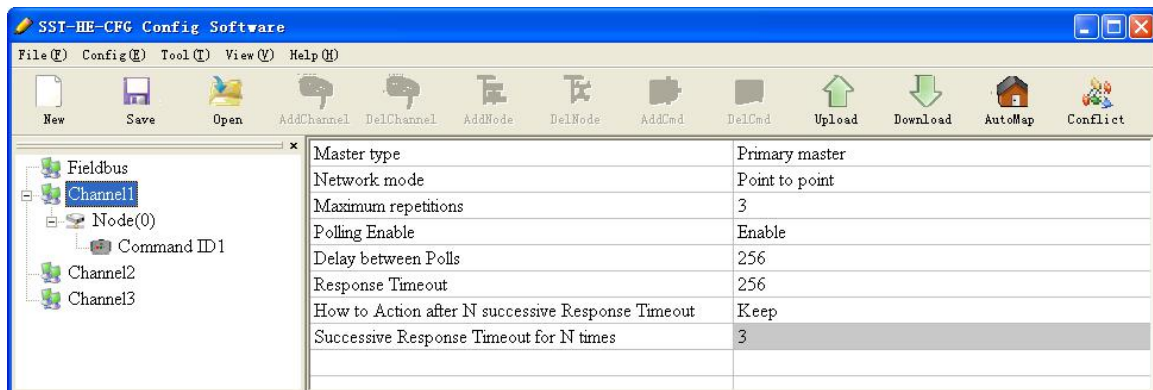 SST-HE-CFG Config Software
File(F) Config(E) Tool(T) View(V) Help(H)
New Save Open AddChannel DelChannel AddNode DelNode AddCmd DelCmd Upload Download AutoMap Conflict
Fieldbus
Channel1
Node(0)
Command ID1
Channel2
Channel3
Master type Primary master
Network mode Point to point
Maximum repetitions 3
Polling Enable Enable
Delay between Polls 256
Response Timeout 256
How to Action after N successive Response Timeout Keep
Successive Response Timeout for N times 3